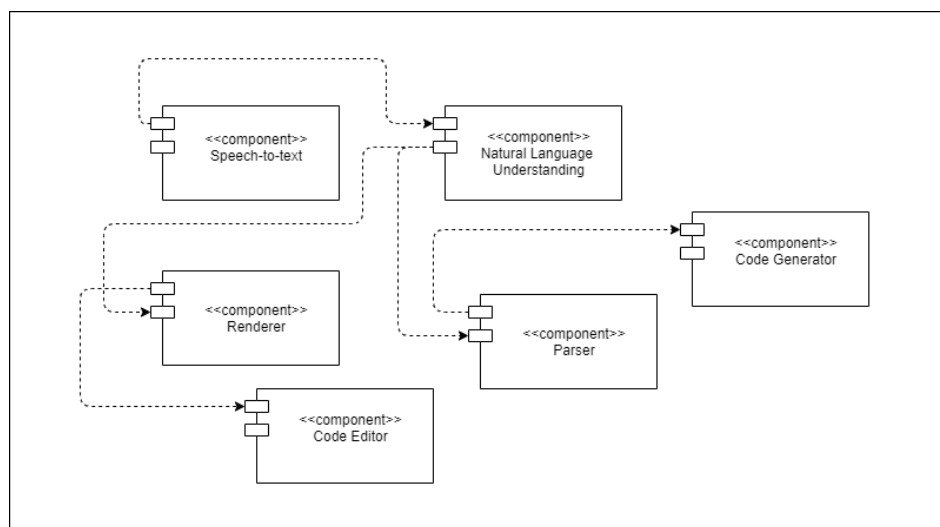 <<component>>
Speech-to-text
<<component>>
Natural Language
Understanding
<<component>>
Code Generator
<<component>>
Renderer
<<component>>
Parser
<<component>>
Code Editor